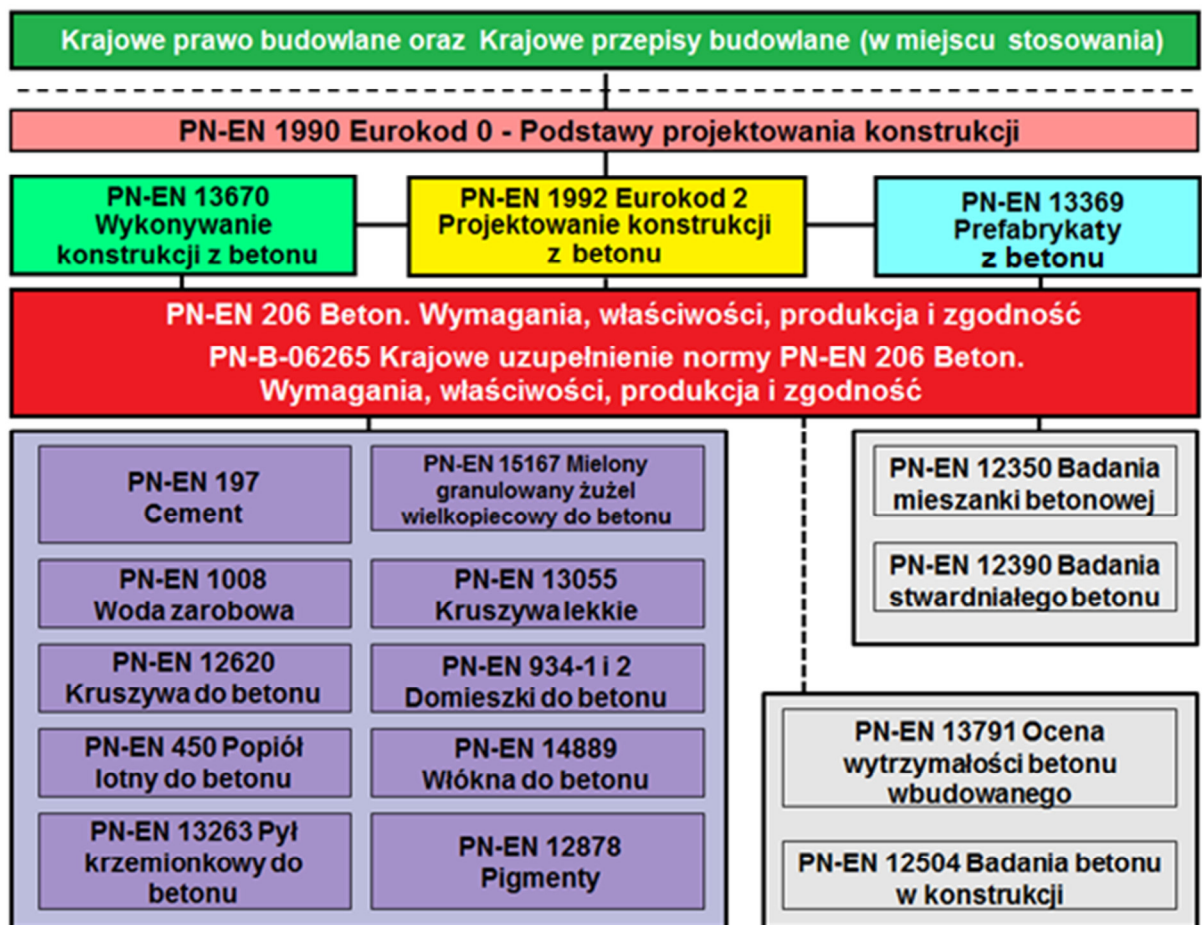 Krajowe prawo budowlane oraz Krajowe przepisy budowlane (w miejscu stosowania)
PN-EN 1990 Eurokod 0 - Podstawy projektowania konstrukcji
PN-EN 13670
Wykonywanie
konstrukcji z betonu
PN-EN 1992 Eurokod 2
Projektowanie konstrukcji
z betonu
PN-EN 13369
Prefabrykaty
z betonu
PN-EN 206 Beton. Wymagania, właściwości, produkcja i zgodność
PN-B-06265 Krajowe uzupełnienie normy PN-EN 206 Beton.
Wymagania, właściwości, produkcja i zgodność
PN-EN 197
Cement
PN-EN 15167 Mielony
granulowany żużel
wielkopiecowy do betonu
PN-EN 1008
Woda zarobowa
PN-EN 13055
Kruszywa lekkie
PN-EN 12620
Kruszywa do betonu
PN-EN 934-1 i 2
Domieszki do betonu
PN-EN 450 Popiół
lotny do betonu
PN-EN 14889
Włókna do betonu
PN-EN 13263 Pył
krzemionkowy do
betonu
PN-EN 12878
Pigmenty
PN-EN 12350 Badania
mieszanki betonowej
PN-EN 12390 Badania
stwardniałego betonu
PN-EN 13791 Ocena
wytrzymałości betonu
wbudowanego
PN-EN 12504 Badania betonu
w konstrukcji